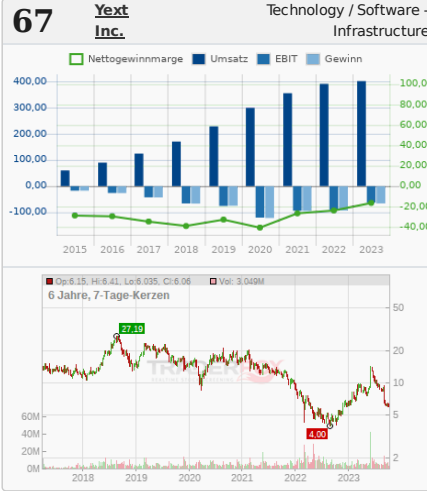 67
Yext
Inc.
Technology / Software -
Infrastructure
Nettogewinnmarge Umsatz EBIT Gewinn
400,00 100,00
300,00 80,00
60,00
200,00 40,00
100,00 20,00
0,00 0,00
-20,00
-100,00 -40,00
2015 2016 2017 2018 2019 2020 2021 2022 2023
Op:6.15, Hi:6.41, Lo:6.035, Cl:6.06 Vol: 3.049M
6 Jahre, 7-Tage-Kerzen
50
27,19
20
TRADERFOX
10
60M 5
40M
4,00
20M 2
0M
2018 2019 2020 2021 2022 2023